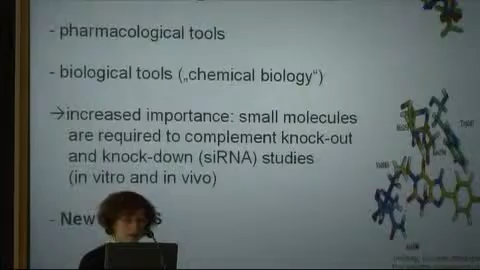 - pharmacological tools
- biological tools („chemical biology“)
→increased importance: small molecules
are required to complement knock-out
and knock-down (siRNA) studies
(in vitro and in vivo)
- New